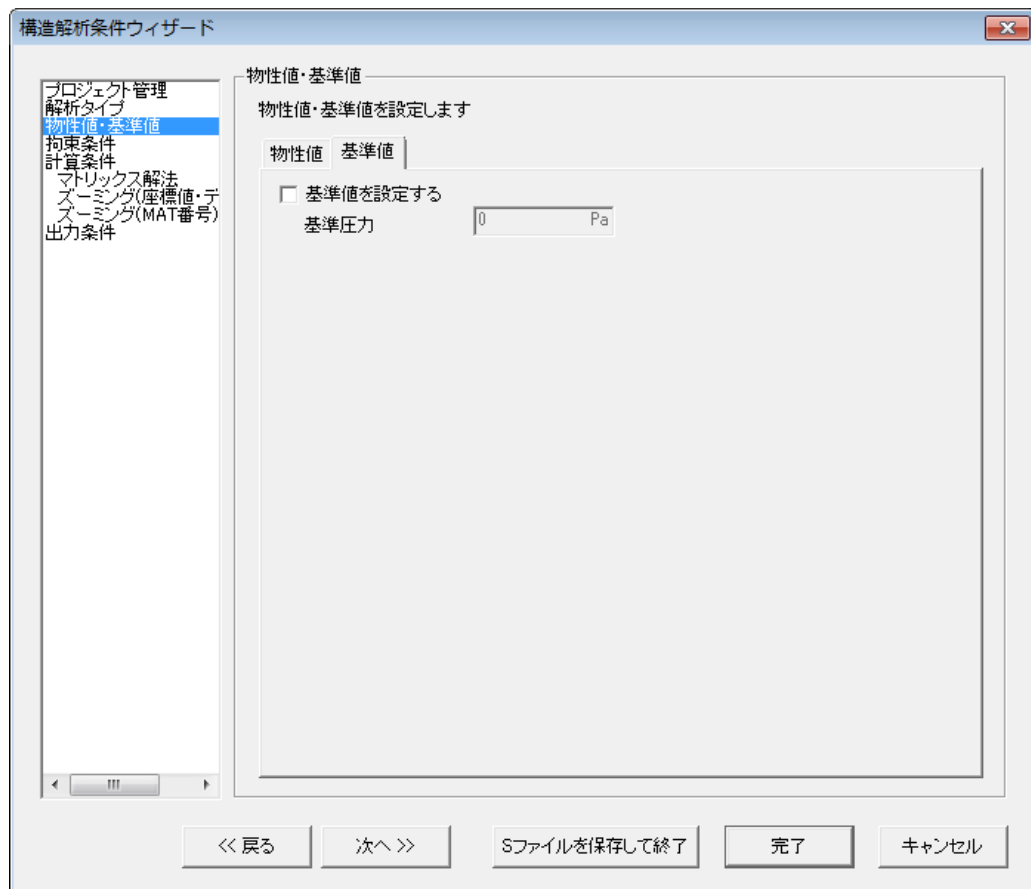 構造解析条件ウィザード
プロジェクト管理
解析タイプ
物性値・基準値
拘束条件
計算条件
マトリックス解法
ズーミング(座標値・デ
ズーミング(MAT番号)
出力条件
物性値・基準値
物性値・基準値を設定します
物性値 基準値
基準値を設定する
基準圧力 0 Pa
<< 戻る 次へ >> Sファイルを保存して終了 完了 キャンセル